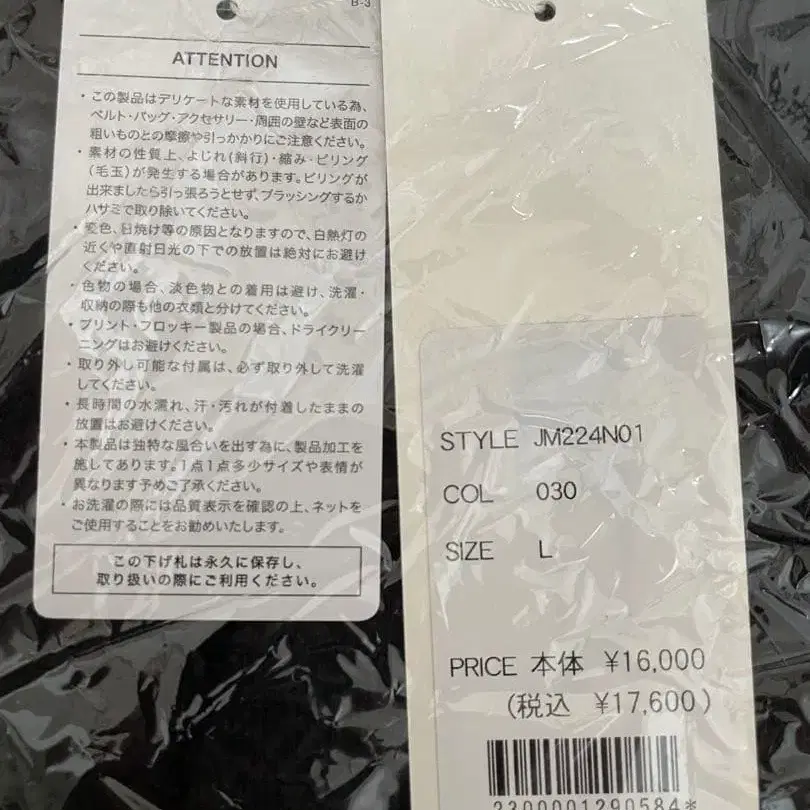 B-3
ATTENTION
・この製品はデリケートな素材を使用している為、
ベルト・バッグ・アクセサリー・周囲の壁など表面の
粗いものとの摩擦や引っかかりにご注意ください。
・素材の性質上、よじれ(斜行)・縮み・ピリング
(毛玉)が発生する場合があります。ピリングが
出来ましたら引っ張ろうとせず、ブラッシングするか
ハサミで取り除いてください。
・変色、日焼け等の原因となりますので、白熱灯の
近くや直射日光の下での放置は絶対にお避け
ください。
・色物の場合、淡色物との着用は避け、洗濯・
収納の際も他の衣類と分けてください。
・プリント・フロッキー製品の場合、ドライクリー
ニングはお避けください。
・取り外し可能な付属は、必ず取り外して洗濯
してください。
・長時間の水濡れ、汗・汚れが付着したままの
放置はお避けください。
・本製品は独特な風合いを出す為に、製品加工を
施してあります。1点1点多少サイズや表情が
異なります予めご了承ください。
・お洗濯の際には品質表示を確認の上、ネットを
ご使用することをお勧めいたします。
この下げ札は永久に保存し、
取り扱いの際にご利用ください。
STYLE JM224N01
COL 030
SIZE L
PRICE 本体 ¥16,000
(税込 ¥17,600)
2300001290584*